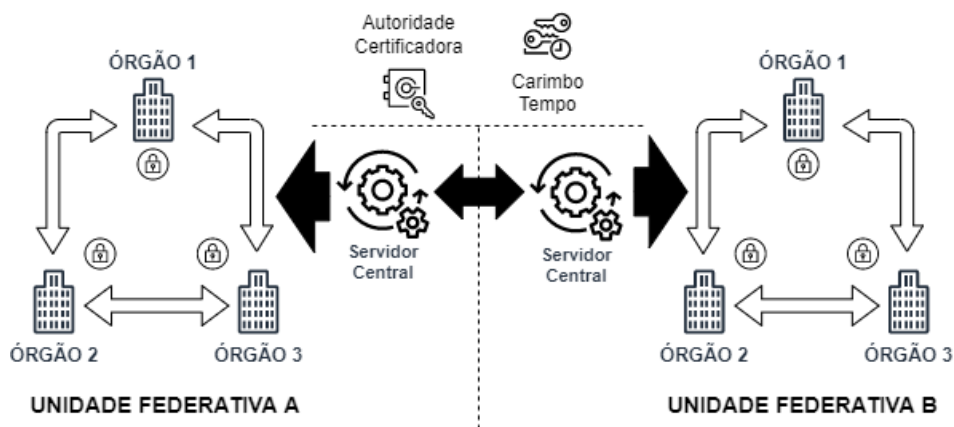 Autoridade
Certificadora
Carimbo
Tempo
ÓRGÃO 1
ÓRGÃO 2
ÓRGÃO 3
Servidor
Central
Servidor
Central
ÓRGÃO 1
ÓRGÃO 2
ÓRGÃO 3
UNIDADE FEDERATIVA A
UNIDADE FEDERATIVA B